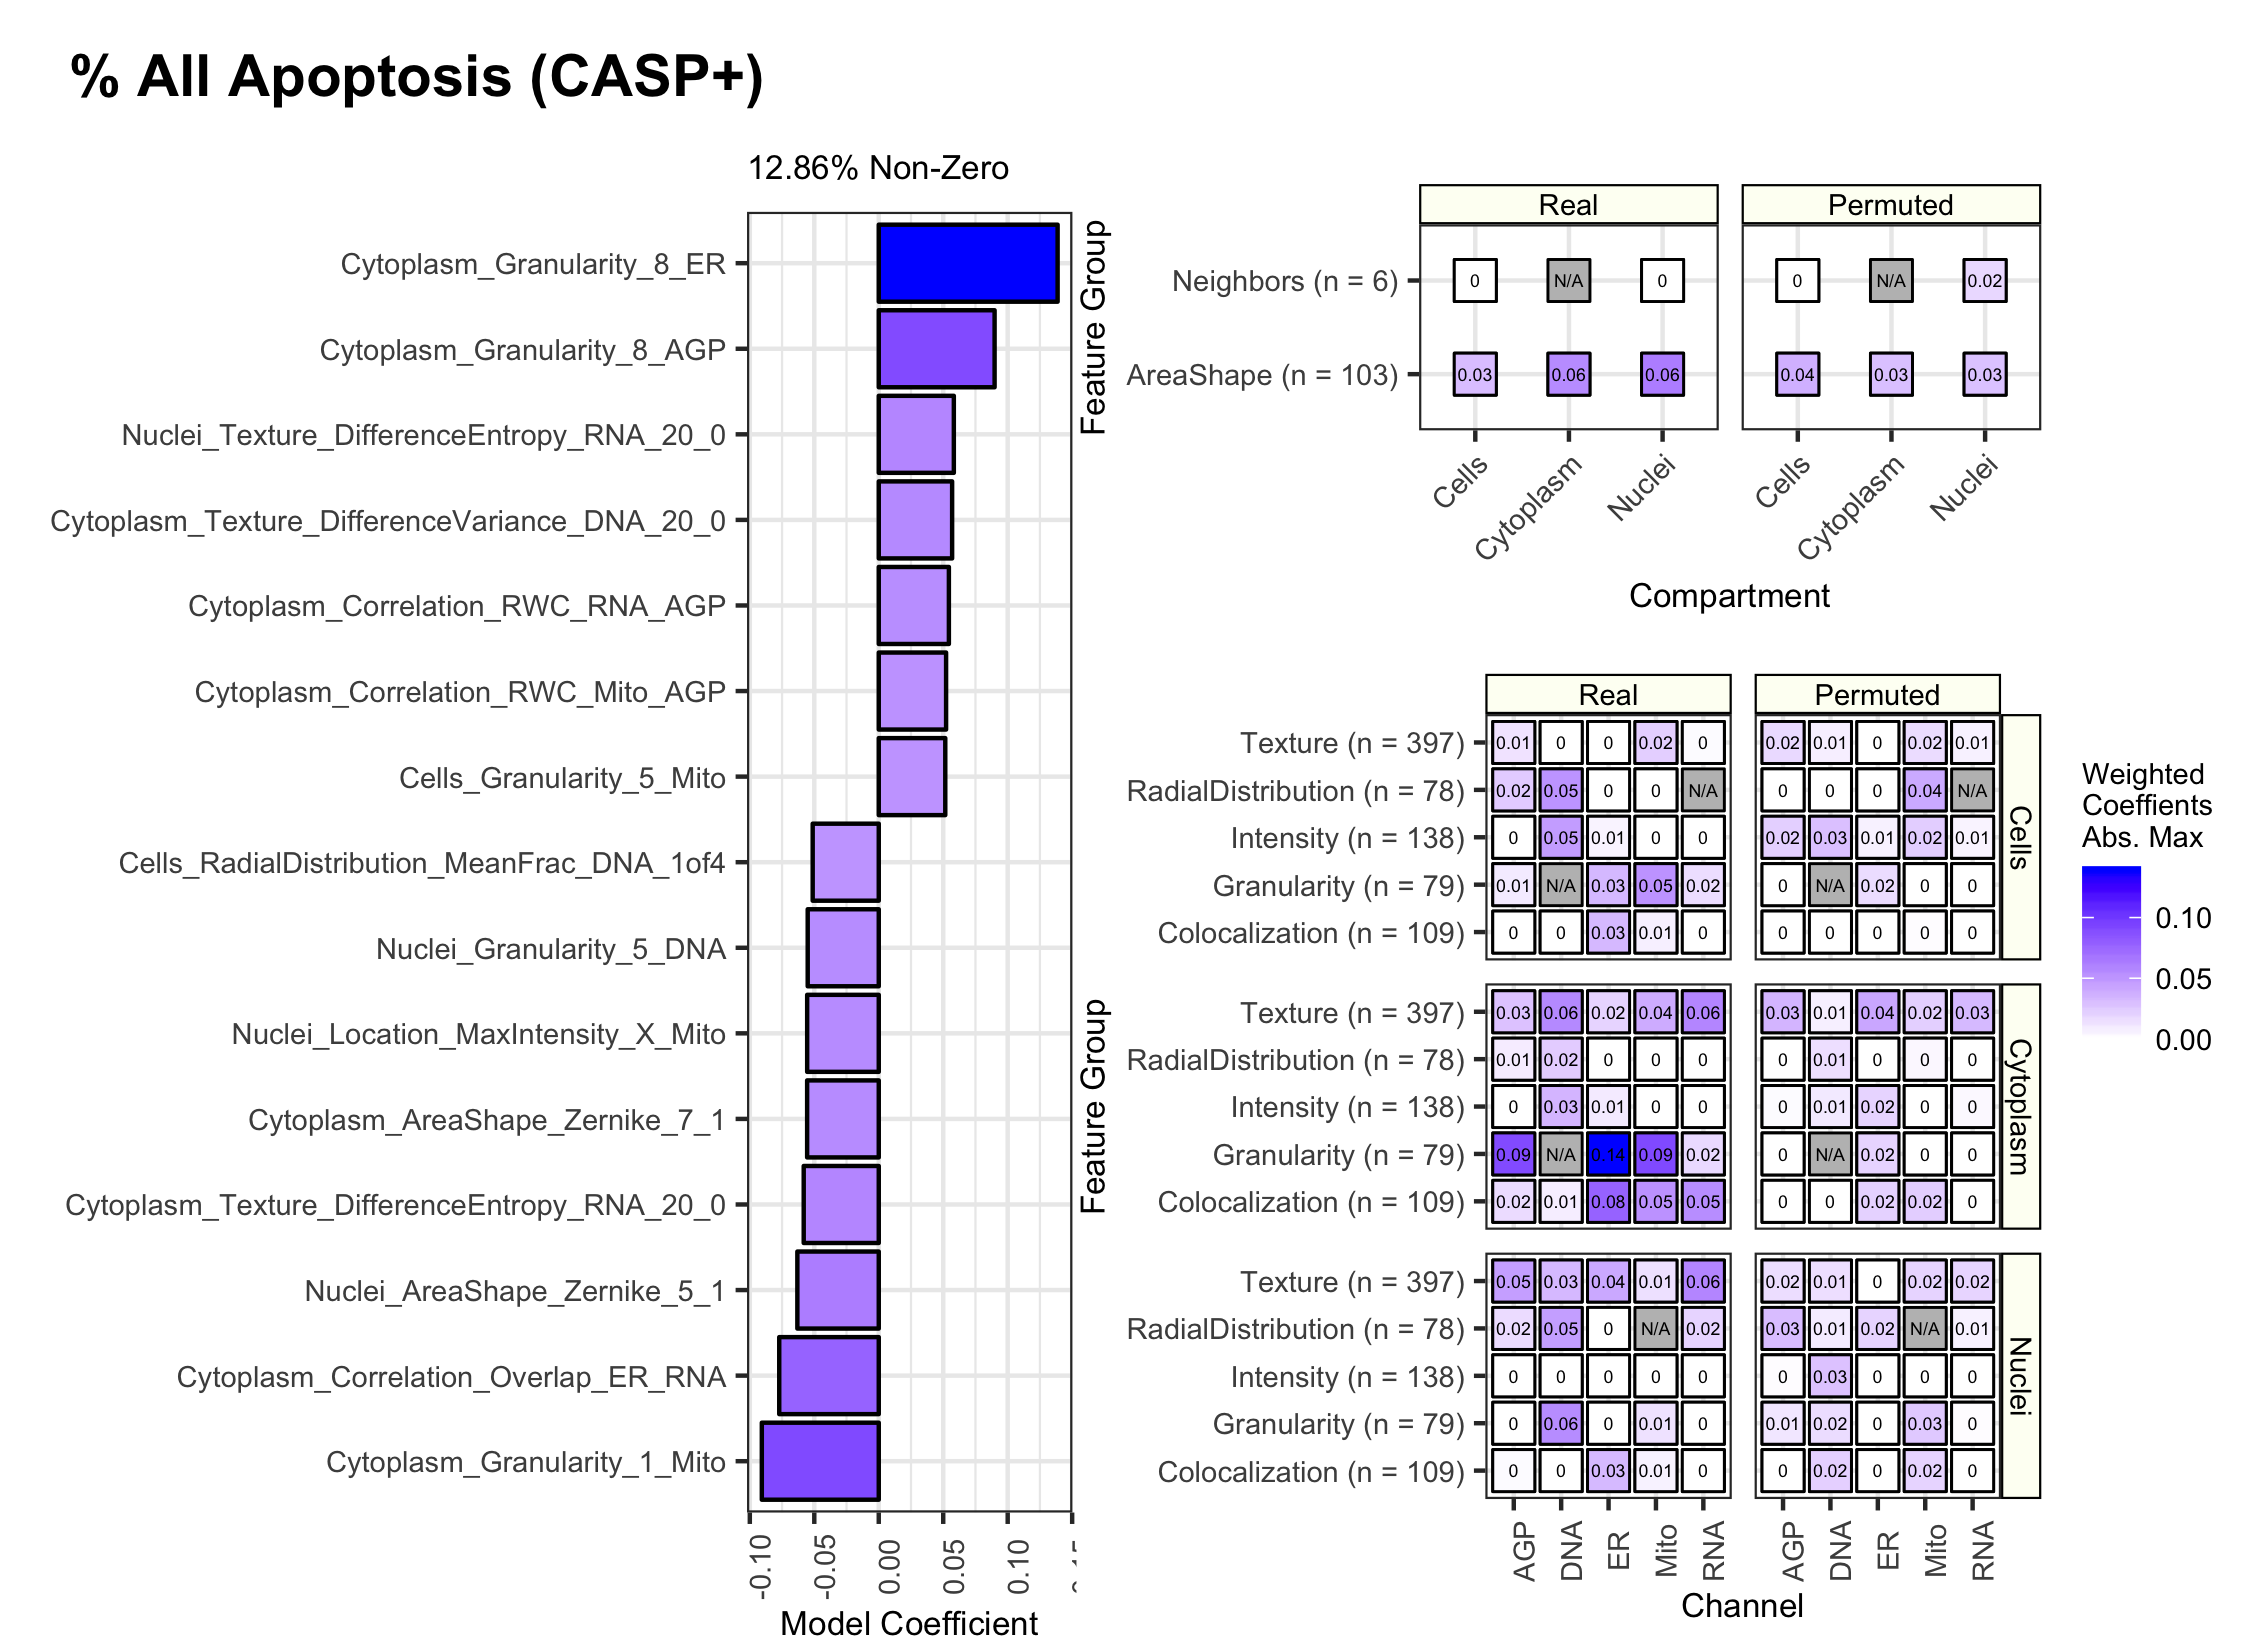 % All Apoptosis (CASP+)
12.86% Non-Zero
Cytoplasm_Granularity_8_ER
Cytoplasm_Granularity_8_AGP
Nuclei_Texture_DifferenceEntropy_RNA_20_0
Cytoplasm_Texture_DifferenceVariance_DNA_20_0
Cytoplasm_Correlation_RWC_RNA_AGP
Cytoplasm_Correlation_RWC_Mito_AGP
Cells_Granularity_5_Mito
Cells_RadialDistribution_MeanFrac_DNA_1of4
Nuclei_Granularity_5_DNA
Nuclei_Location_MaxIntensity_X_Mito
Cytoplasm_AreaShape_Zernike_7_1
Cytoplasm_Texture_DifferenceEntropy_RNA_20_0
Nuclei_AreaShape_Zernike_5_1
Cytoplasm_Correlation_Overlap_ER_RNA
Cytoplasm_Granularity_1_Mito
-0.10 -0.05 0.00 0.05 0.10
Model Coefficient
Feature Group
Real Permuted
Neighbors (n = 6) 0 N/A 0 0 N/A 0.02
AreaShape (n = 103) 0.03 0.06 0.06 0.04 0.03 0.03
Cells Cytoplasm Nuclei Cells Cytoplasm Nuclei
Compartment
Feature Group
Real Permuted
Texture (n = 397) 0.01 0 0 0.02 0 0.02 0.01 0 0.02 0.01
RadialDistribution (n = 78) 0.02 0.05 0 0 N/A 0 0 0 0.04 N/A
Intensity (n = 138) 0 0.05 0.01 0 0 0.02 0.03 0.01 0.02 0.01
Granularity (n = 79) 0.01 N/A 0.03 0.05 0.02 0 N/A 0.02 0 0
Colocalization (n = 109) 0 0 0.03 0.01 0 0 0 0 0 0
Cells
Texture (n = 397) 0.03 0.06 0.02 0.04 0.06 0.03 0.01 0.04 0.02 0.03
RadialDistribution (n = 78) 0.01 0.02 0 0 0 0 0.01 0 0 0
Intensity (n = 138) 0 0.03 0.01 0 0 0 0.01 0.02 0 0
Granularity (n = 79) 0.09 N/A 0.14 0.09 0.02 0 N/A 0.02 0 0
Colocalization (n = 109) 0.02 0.01 0.08 0.05 0.05 0 0 0.02 0.02 0
Cytoplasm
Texture (n = 397) 0.05 0.03 0.04 0.01 0.06 0.02 0.01 0 0.02 0.02
RadialDistribution (n = 78) 0.02 0.05 0 N/A 0.02 0.03 0.01 0.02 N/A 0.01
Intensity (n = 138) 0 0 0 0 0 0 0.03 0 0 0
Granularity (n = 79) 0 0.06 0 0.01 0 0.01 0.02 0 0.03 0
Colocalization (n = 109) 0 0 0.03 0.01 0 0 0.02 0 0.02 0
Nuclei
AGP DNA ER Mito RNA AGP DNA ER Mito RNA
Channel
Weighted
Coeffients
Abs. Max
0.10
0.05
0.00